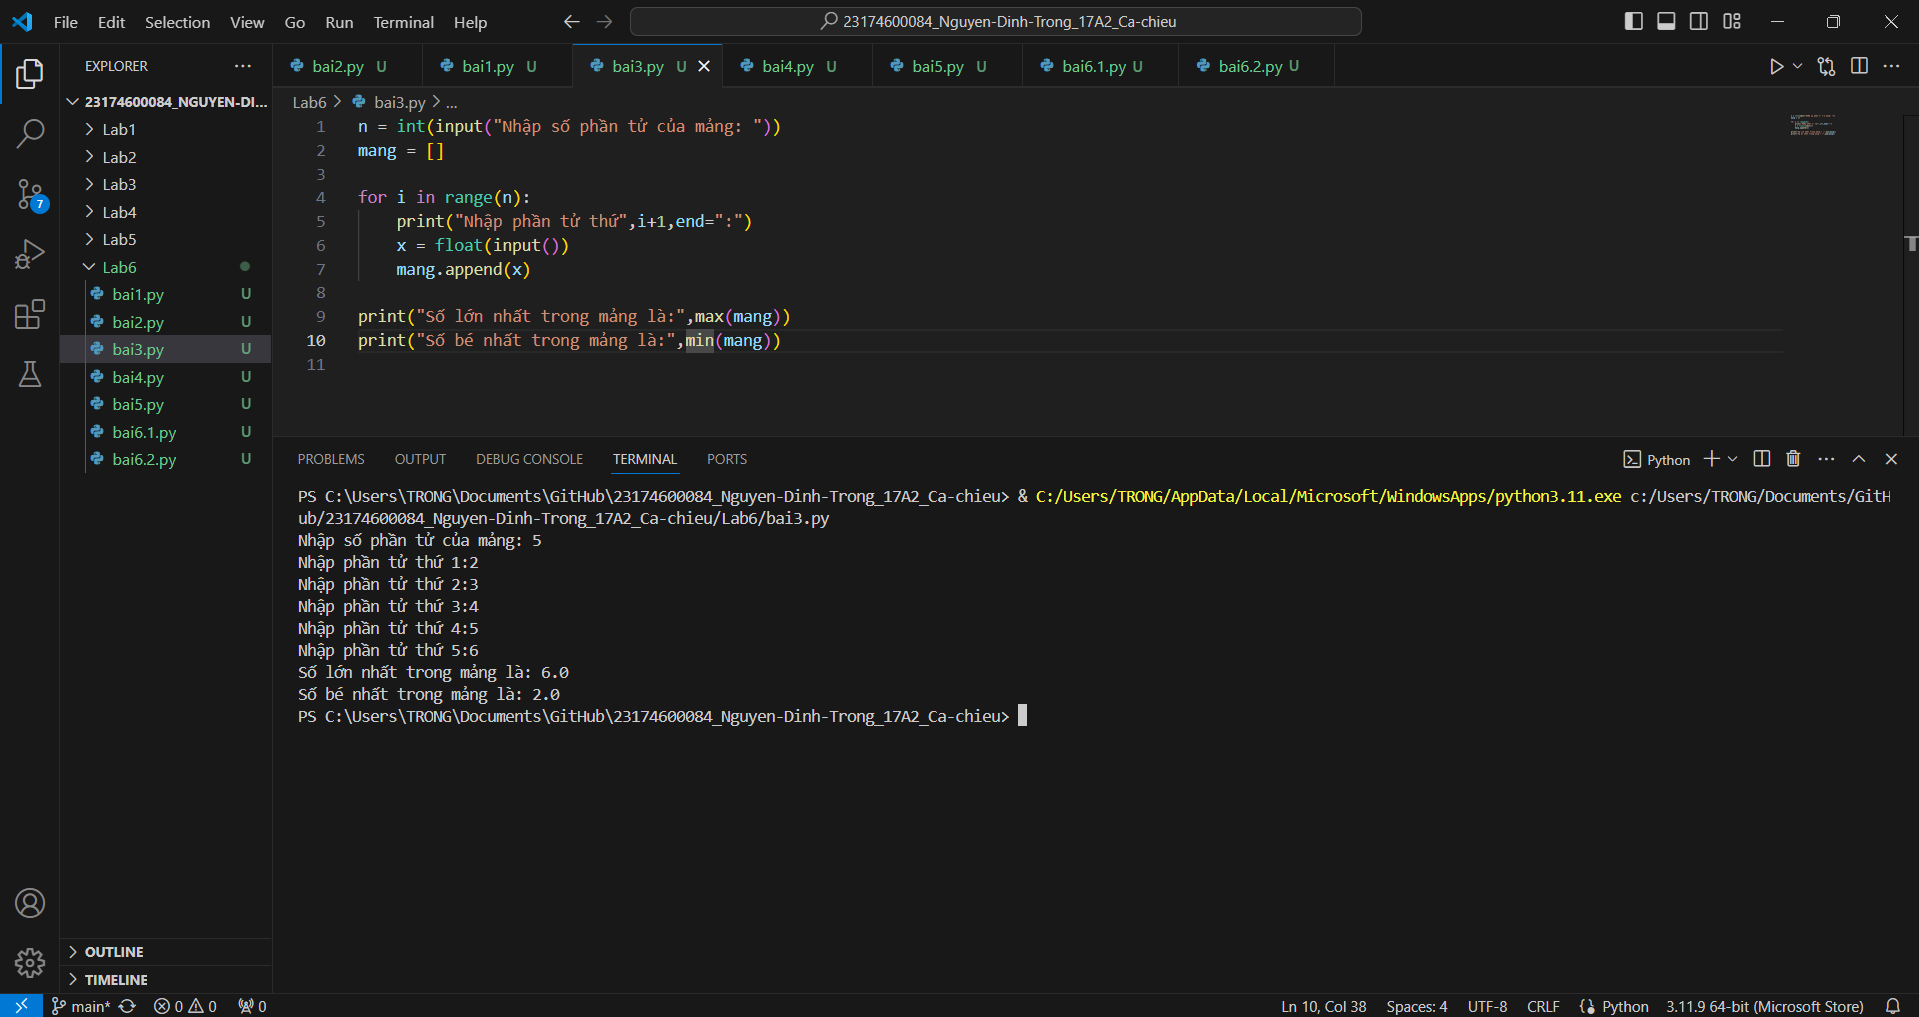 File Edit Selection View Go Run Terminal Help
23174600084_Nguyen-Dinh-Trong_17A2_Ca-chieu
EXPLORER
23174600084_NGUYEN-DI...
Lab1
Lab2
Lab3
Lab4
Lab5
Lab6
bai1.py U
bai2.py U
bai3.py U
bai4.py U
bai5.py U
bai6.1.py U
bai6.2.py U
OUTLINE
TIMELINE
7
bai2.py U bai1.py U bai3.py U bai4.py U bai5.py U bai6.1.py U bai6.2.py U
Lab6 > bai3.py > ...
1 n = int(input("Nhập số phần tử của mảng: "))
2 mang = []
3
4 for i in range(n):
5 print("Nhập phần tử thứ",i+1,end=":")
6 x = float(input())
7 mang.append(x)
8
9 print("Số lớn nhất trong mảng là:",max(mang))
10 print("Số bé nhất trong mảng là:",min(mang))
11
PROBLEMS OUTPUT DEBUG CONSOLE TERMINAL PORTS
Python
PS C:\Users\TRONG\Documents\GitHub\23174600084_Nguyen-Dinh-Trong_17A2_Ca-chieu> & C:/Users/TRONG/AppData/Local/Microsoft/WindowsApps/python3.11.exe c:/Users/TRONG/Documents/GitH
ub/23174600084_Nguyen-Dinh-Trong_17A2_Ca-chieu/Lab6/bai3.py
Nhập số phần tử của mảng: 5
Nhập phần tử thứ 1:2
Nhập phần tử thứ 2:3
Nhập phần tử thứ 3:4
Nhập phần tử thứ 4:5
Nhập phần tử thứ 5:6
Số lớn nhất trong mảng là: 6.0
Số bé nhất trong mảng là: 2.0
PS C:\Users\TRONG\Documents\GitHub\23174600084_Nguyen-Dinh-Trong_17A2_Ca-chieu>
main* 0 0 0 Ln 10, Col 38 Spaces: 4 UTF-8 CRLF Python 3.11.9 64-bit (Microsoft Store)